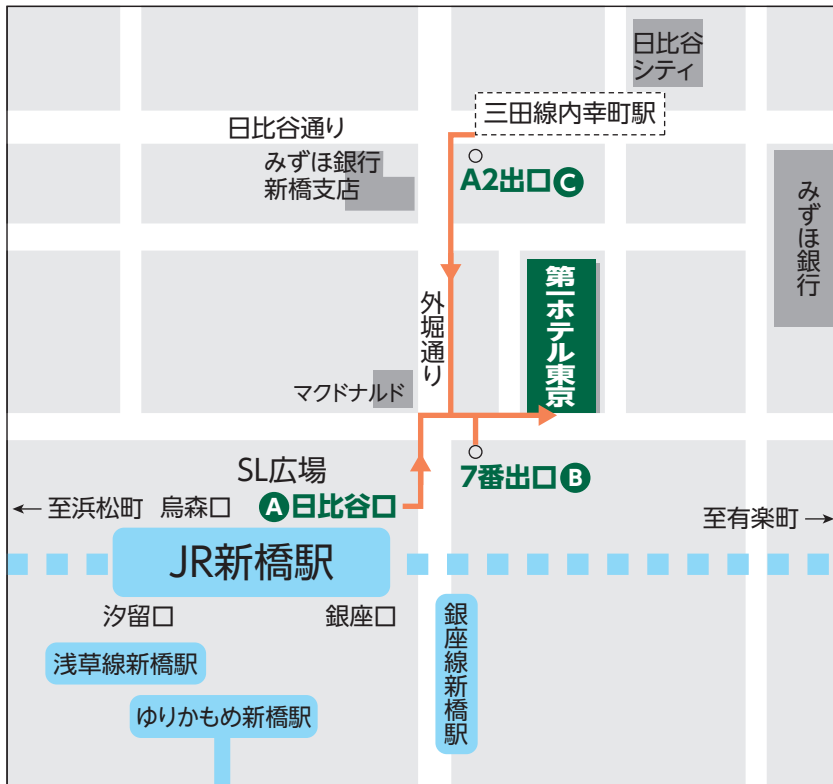 日比谷
シティ
三田線内幸町駅
日比谷通り
みずほ銀行
新橋支店
A2出口C
みずほ銀行
第一ホテル東京
外堀通り
マクドナルド
SL広場
7番出口B
←至浜松町 烏森口 A日比谷口
至有楽町→
JR新橋駅
汐留口 銀座口
銀座線新橋駅
浅草線新橋駅
ゆりかもめ新橋駅